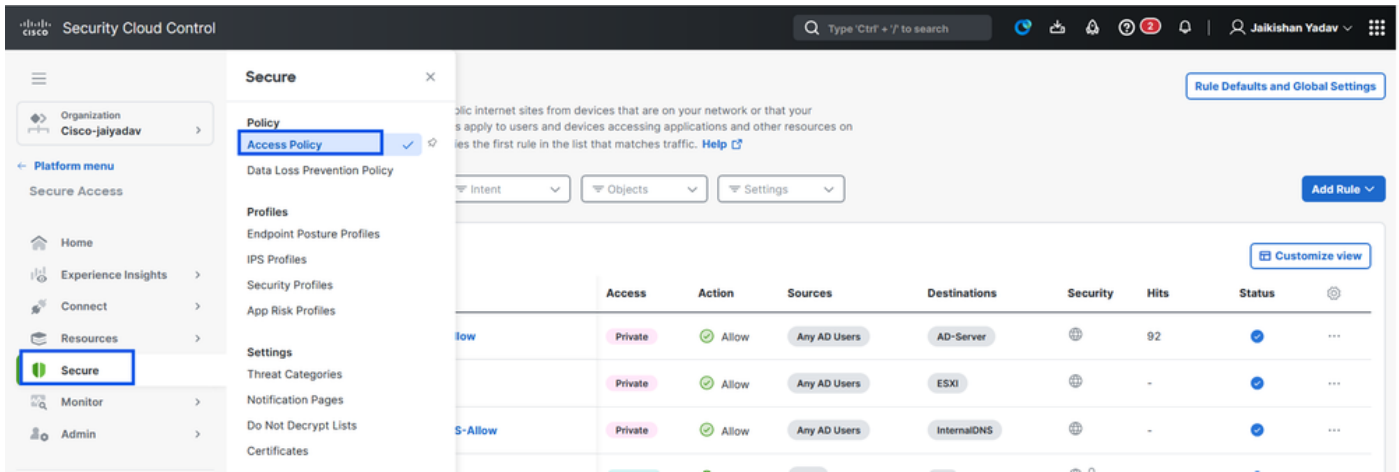 CISCO Security Cloud Control
Type 'Ctrl' + '/' to search
2
Jaikishan Yadav
Organization
Cisco-jaiyadav
← Platform menu
Secure Access
Home
Experience Insights
Connect
Resources
Secure
Monitor
Admin
Secure
Policy
Access Policy
Data Loss Prevention Policy
Profiles
Endpoint Posture Profiles
IPS Profiles
Security Profiles
App Risk Profiles
Settings
Threat Categories
Notification Pages
Do Not Decrypt Lists
Certificates
Rule Defaults and Global Settings
blic internet sites from devices that are on your network or that your
s apply to users and devices accessing applications and other resources on
ies the first rule in the list that matches traffic. Help
Intent
Objects
Settings
Add Rule
Customize view
Access Action Sources Destinations Security Hits Status
llow Private Allow Any AD Users AD-Server 92
Private Allow Any AD Users ESXI -
S-Allow Private Allow Any AD Users InternalDNS -